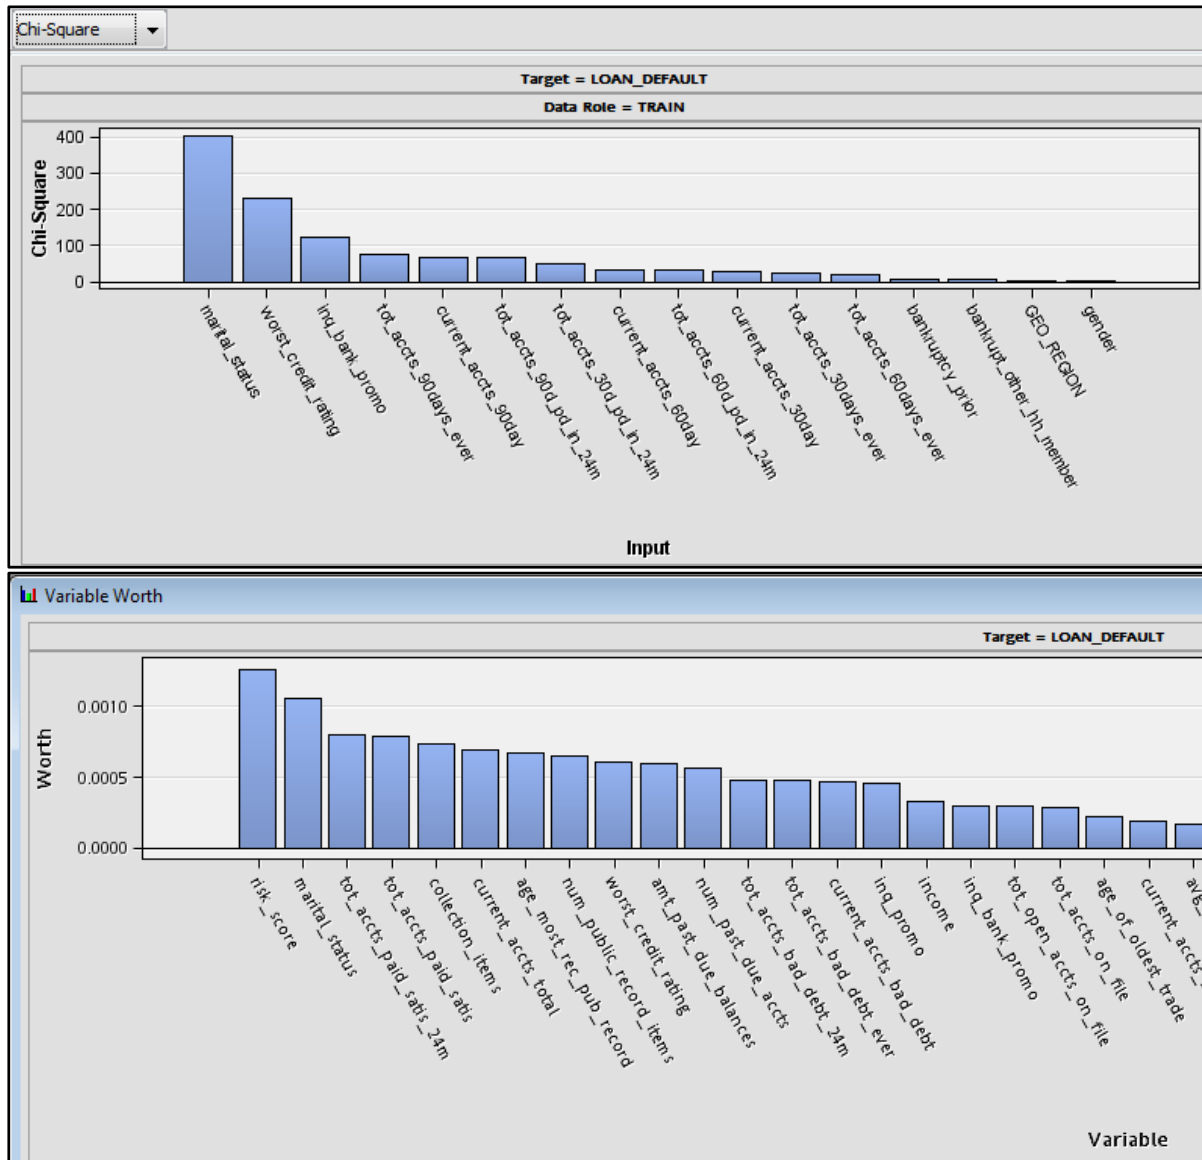 Chi-Square
Target = LOAN_DEFAULT
Data Role = TRAIN
Chi-Square
400
300
200
100
0
marital_status
worst_credit_rating
inq_bank_promo
tot_accts_90days_ever
current_accts_90day
tot_accts_90d_pd_in_24m
tot_accts_30d_pd_in_24m
current_accts_60day
tot_accts_60d_pd_in_24m
current_accts_30day
tot_accts_30days_ever
tot_accts_60days_ever
bankruptcy_prior
bankrupt_other_hh_member
GEO_REGION
gender
Input
Variable Worth
Target = LOAN_DEFAULT
Worth
0.0010
0.0005
0.0000
risk_score
marital_status
tot_accts_paid_satis_24m
tot_accts_paid_satis
collection_items
current_accts_total
age_most_rec_pub_record
num_public_record_items
worst_credit_rating
amt_past_due_balances
num_past_due_accts
tot_accts_bad_debt_24m
tot_accts_bad_debt_ever
current_accts_bad_debt
inq_promo
income
inq_bank_promo
tot_open_accts_on_file
tot_accts_on_file
age_of_oldest_trade
current_accts_
avg_
Variable